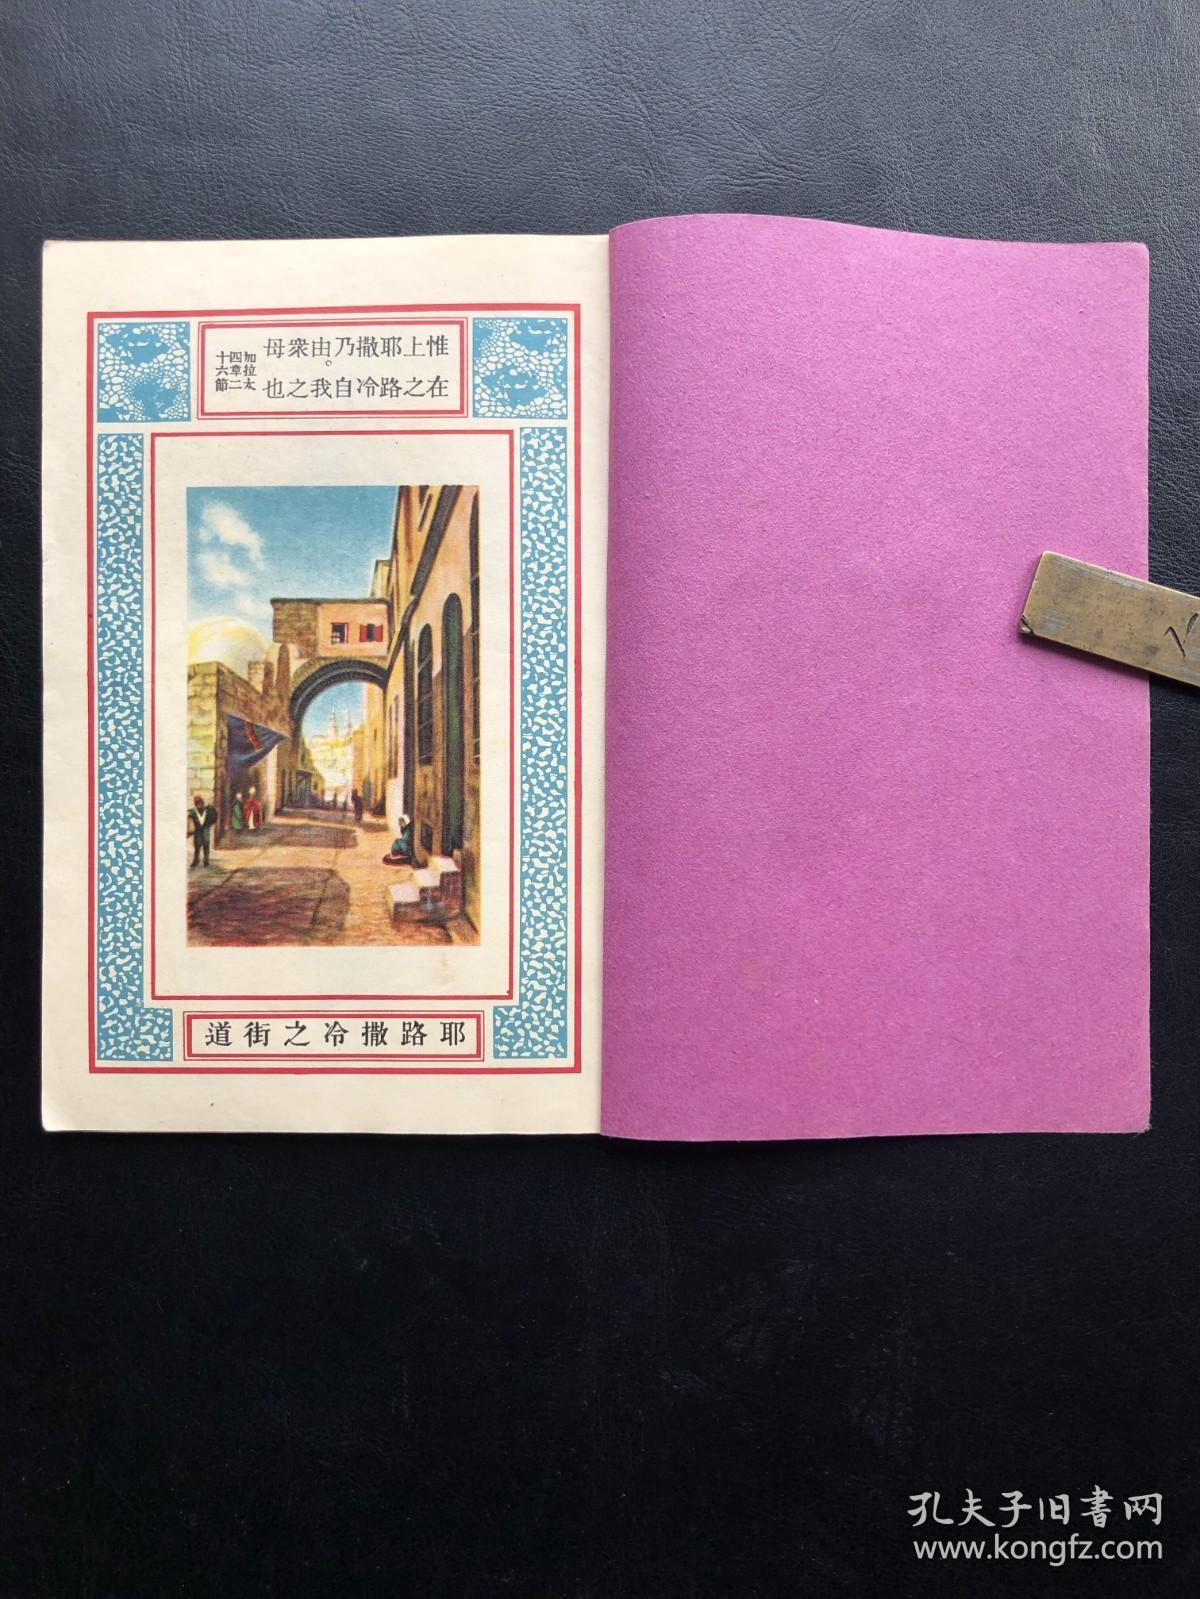 惟在
上之
耶路
撒冷
乃自
由。我
衆之
母也
加拉太
四章二
十六節
耶路撒冷之街道
孔夫子旧書网
www.kongfz.com